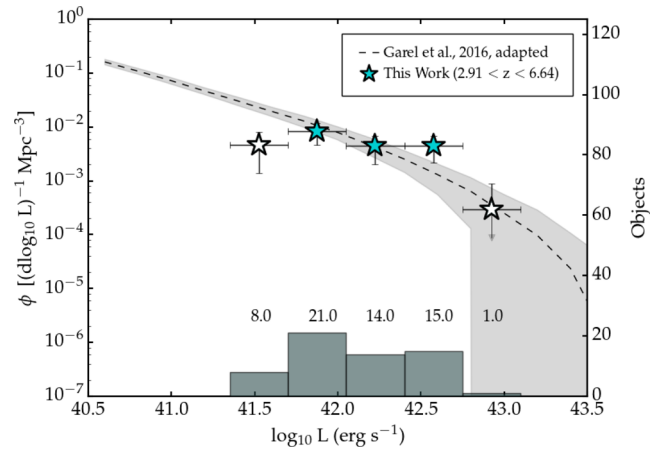 10⁰
10⁻¹
10⁻²
10⁻³
10⁻⁴
10⁻⁵
10⁻⁶
10⁻⁷
ϕ [(dlog₁₀ L)⁻¹ Mpc⁻³]
Garel et al., 2016, adapted
This Work (2.91 < z < 6.64)
120
100
80
60
40
20
0
Objects
8.0 21.0 14.0 15.0 1.0
40.5 41.0 41.5 42.0 42.5 43.0 43.5
log₁₀ L (erg s⁻¹)